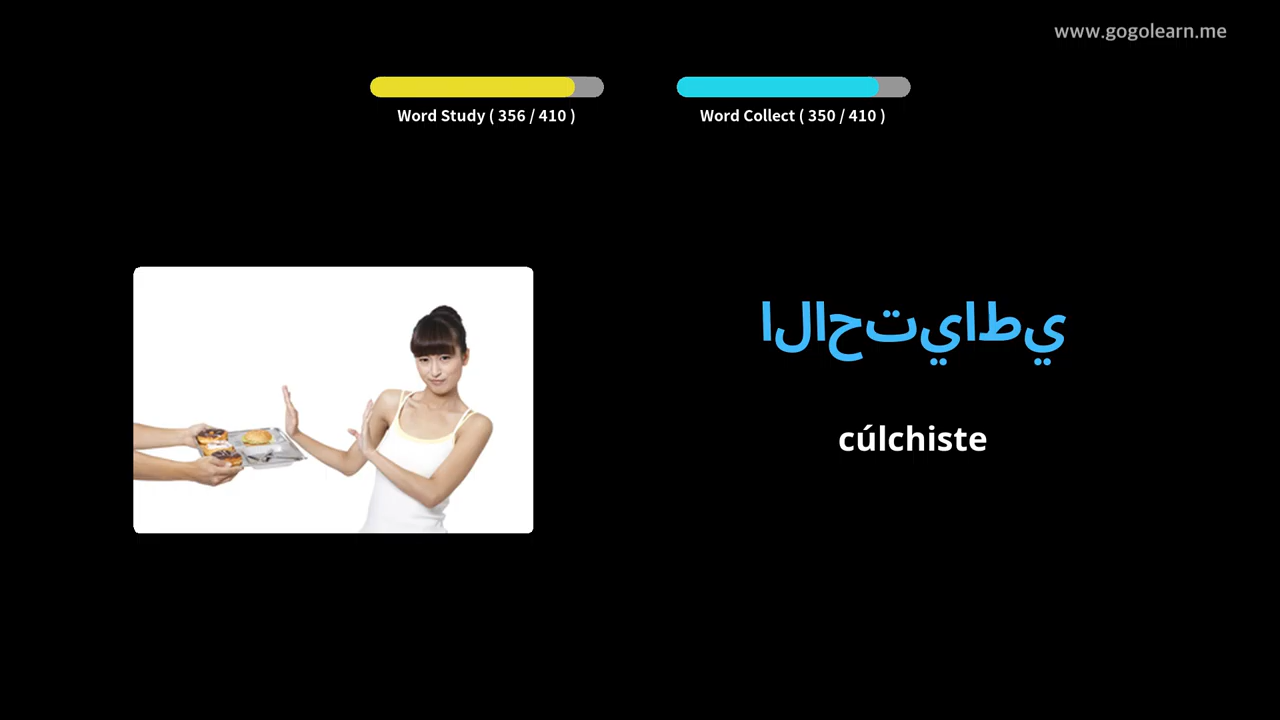 www.gogolearn.me
Word Study ( 356 / 410 )
Word Collect ( 350 / 410 )
الاحتياطي
cúlchiste